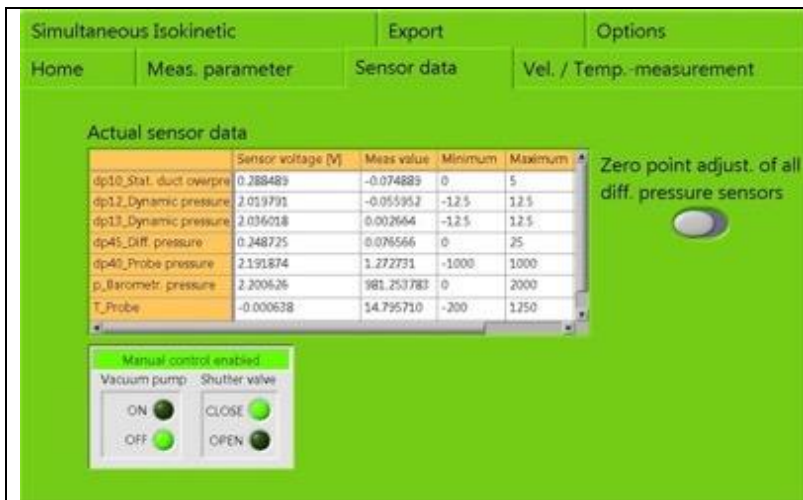 Simultaneous Isokinetic Export Options
Home Meas. parameter Sensor data Vel. / Temp.-measurement
Actual sensor data
Sensor voltage [V] Meas value Minimum Maximum
dp10_Stat. duct overpre 0.288489 -0.074889 0 5
dp12_Dynamic pressure 2.019791 -0.055952 -12.5 12.5
dp13_Dynamic pressure 2.036018 0.002664 -12.5 12.5
dp45_Diff. pressure 0.248725 0.076566 0 25
dp40_Probe pressure 2.191874 1.272731 -1000 1000
p_Barometr. pressure 2.200626 981.253783 0 2000
T_Probe -0.000638 14.795710 -200 1250
Zero point adjust. of all
diff. pressure sensors
Manual control enabled
Vacuum pump Shutter valve
ON CLOSE
OFF OPEN